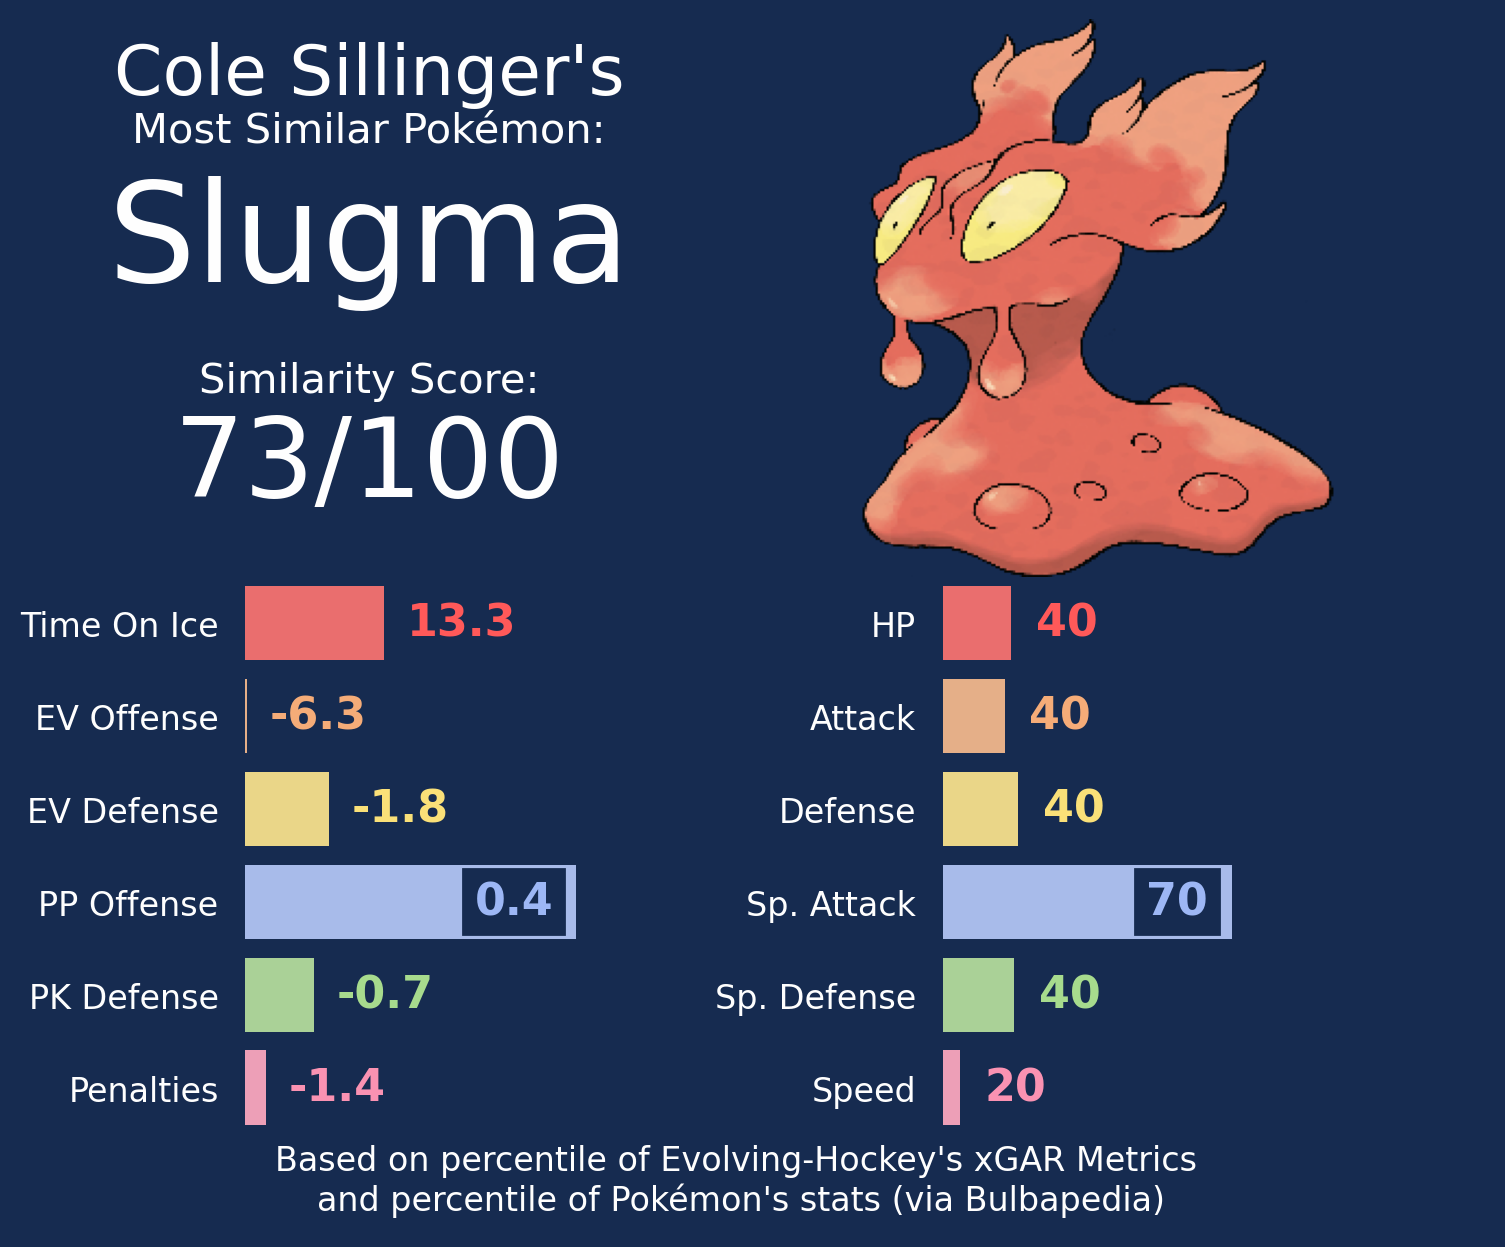 Cole Sillinger's
Most Similar Pokémon:
Slugma
Similarity Score:
73/100
Time On Ice 13.3
EV Offense -6.3
EV Defense -1.8
PP Offense 0.4
PK Defense -0.7
Penalties -1.4
HP 40
Attack 40
Defense 40
Sp. Attack 70
Sp. Defense 40
Speed 20
Based on percentile of Evolving-Hockey's xGAR Metrics
and percentile of Pokémon's stats (via Bulbapedia)